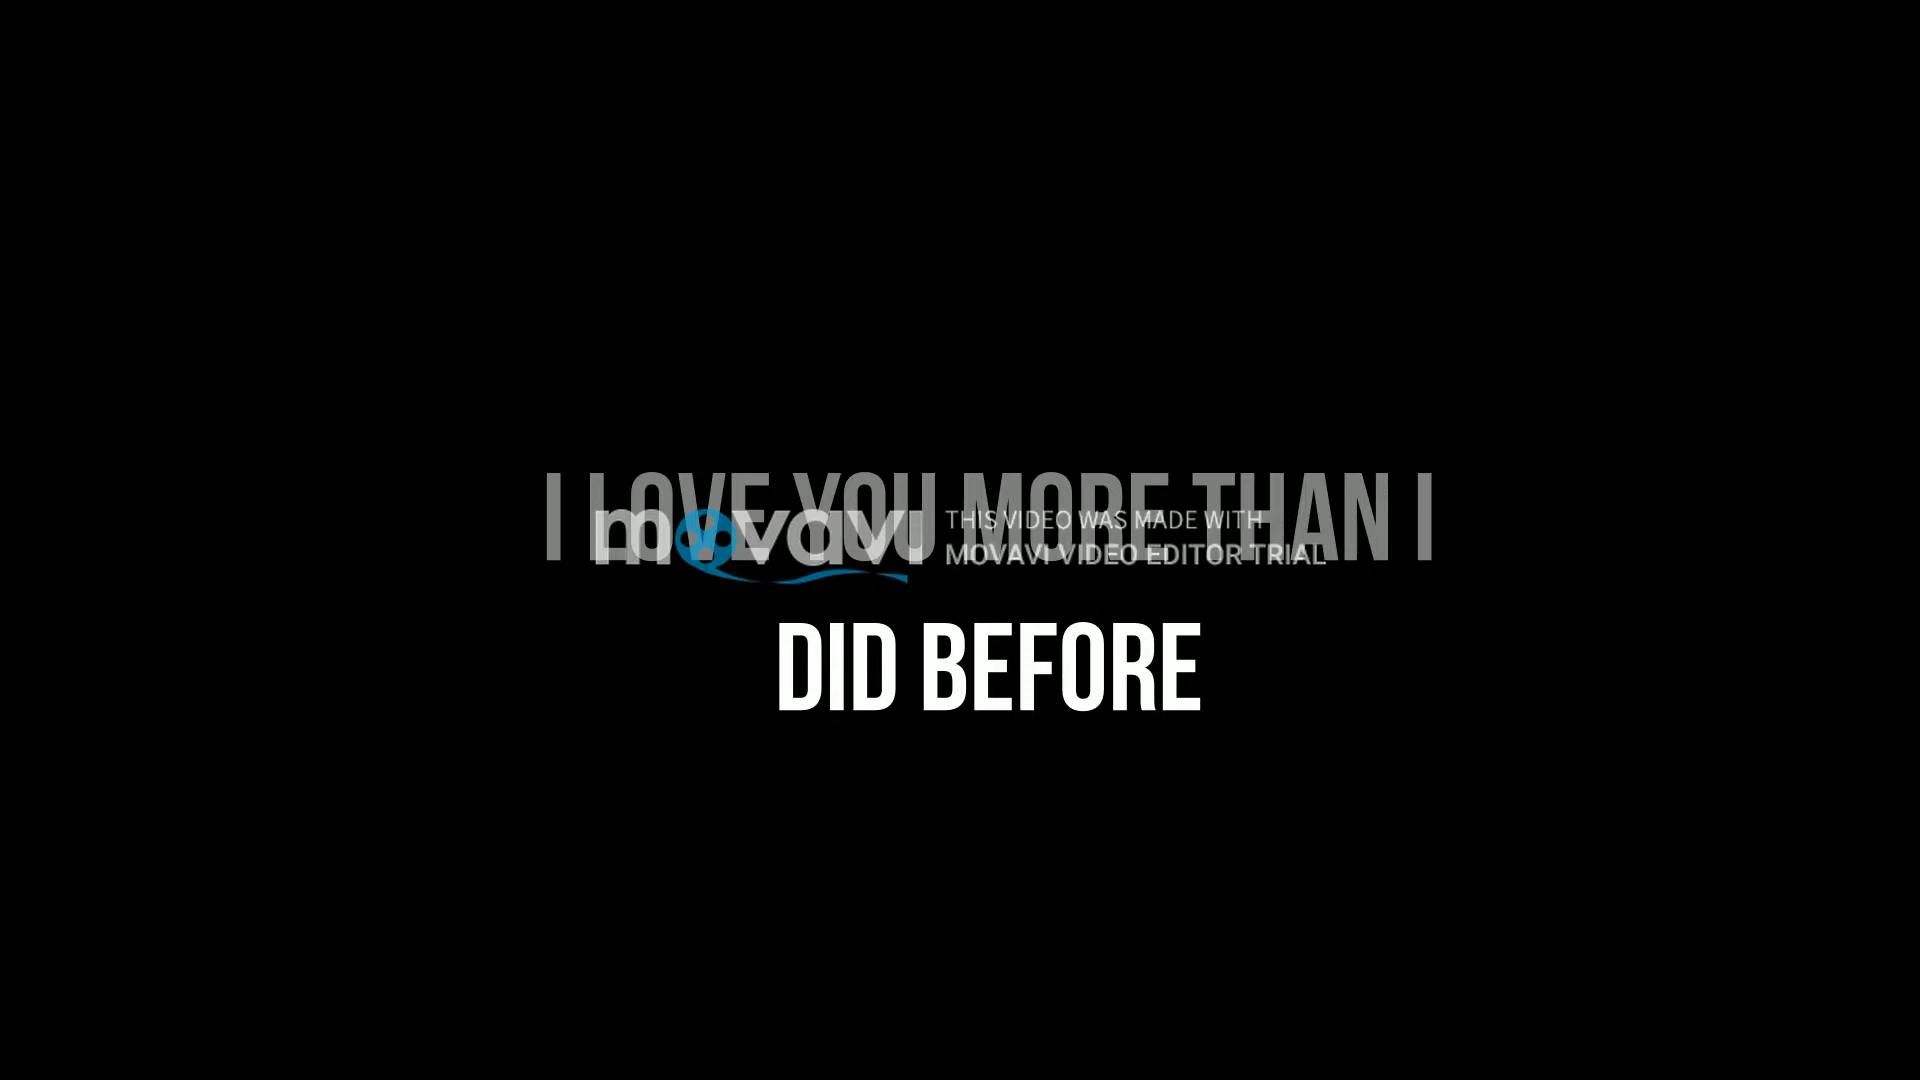 I LOVE YOU MORE THAN I
movavi
THIS VIDEO WAS MADE WITH
MOVAVI VIDEO EDITOR TRIAL
DID BEFORE